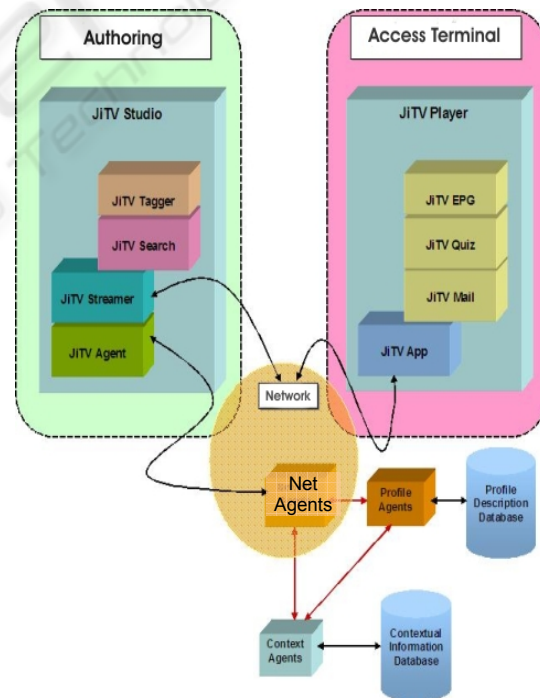 Authoring
Access Terminal
JiTV Studio
JiTV Tagger
JiTV Search
JiTV Streamer
JiTV Agent
JiTV Player
JiTV EPG
JiTV Quiz
JiTV Mail
JiTV App
Network
Net
Agents
Profile
Agents
Profile
Description
Database
Context
Agents
Contextual
Information
Database